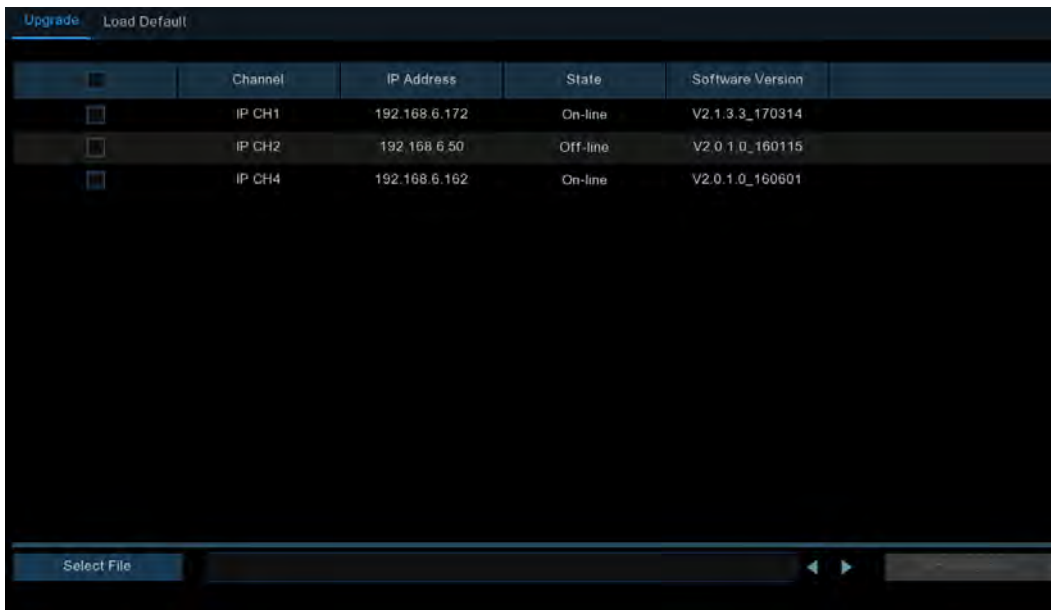 Upgrade Load Default
Channel IP Address State Software Version
IP CH1 192.168.6.172 On-line V2.1.3.3_170314
IP CH2 192.168.6.50 Off-line V2.0.1.0_160115
IP CH4 192.168.6.162 On-line V2.0.1.0_160601
Select File